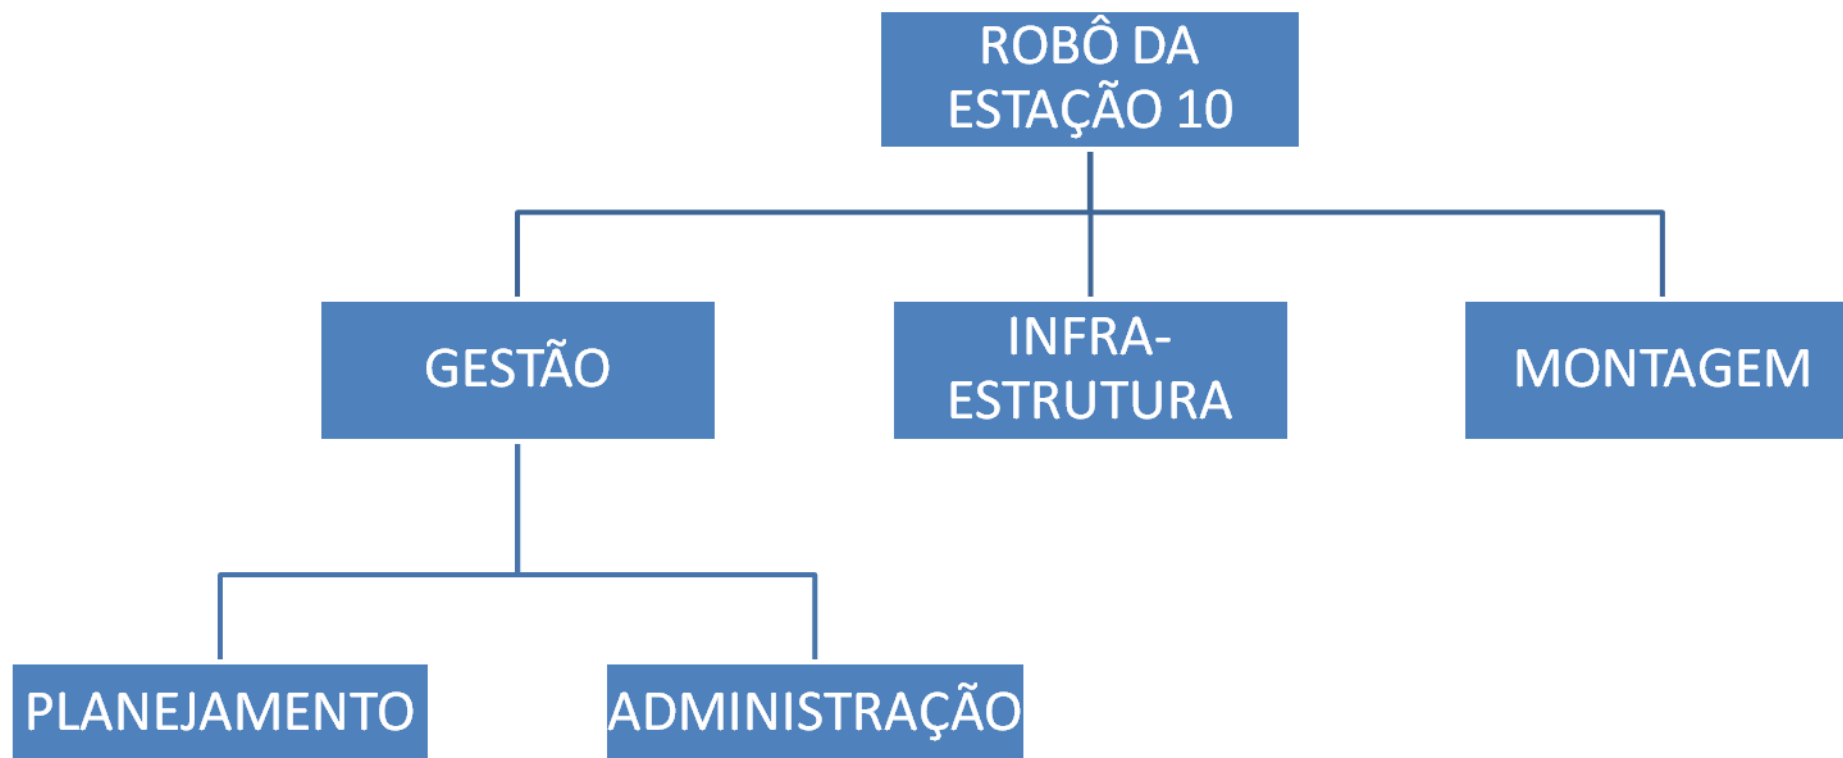 ROBÔ DA
ESTAÇÃO 10
GESTÃO
INFRA-
ESTRUTURA
MONTAGEM
PLANEJAMENTO
ADMINISTRAÇÃO